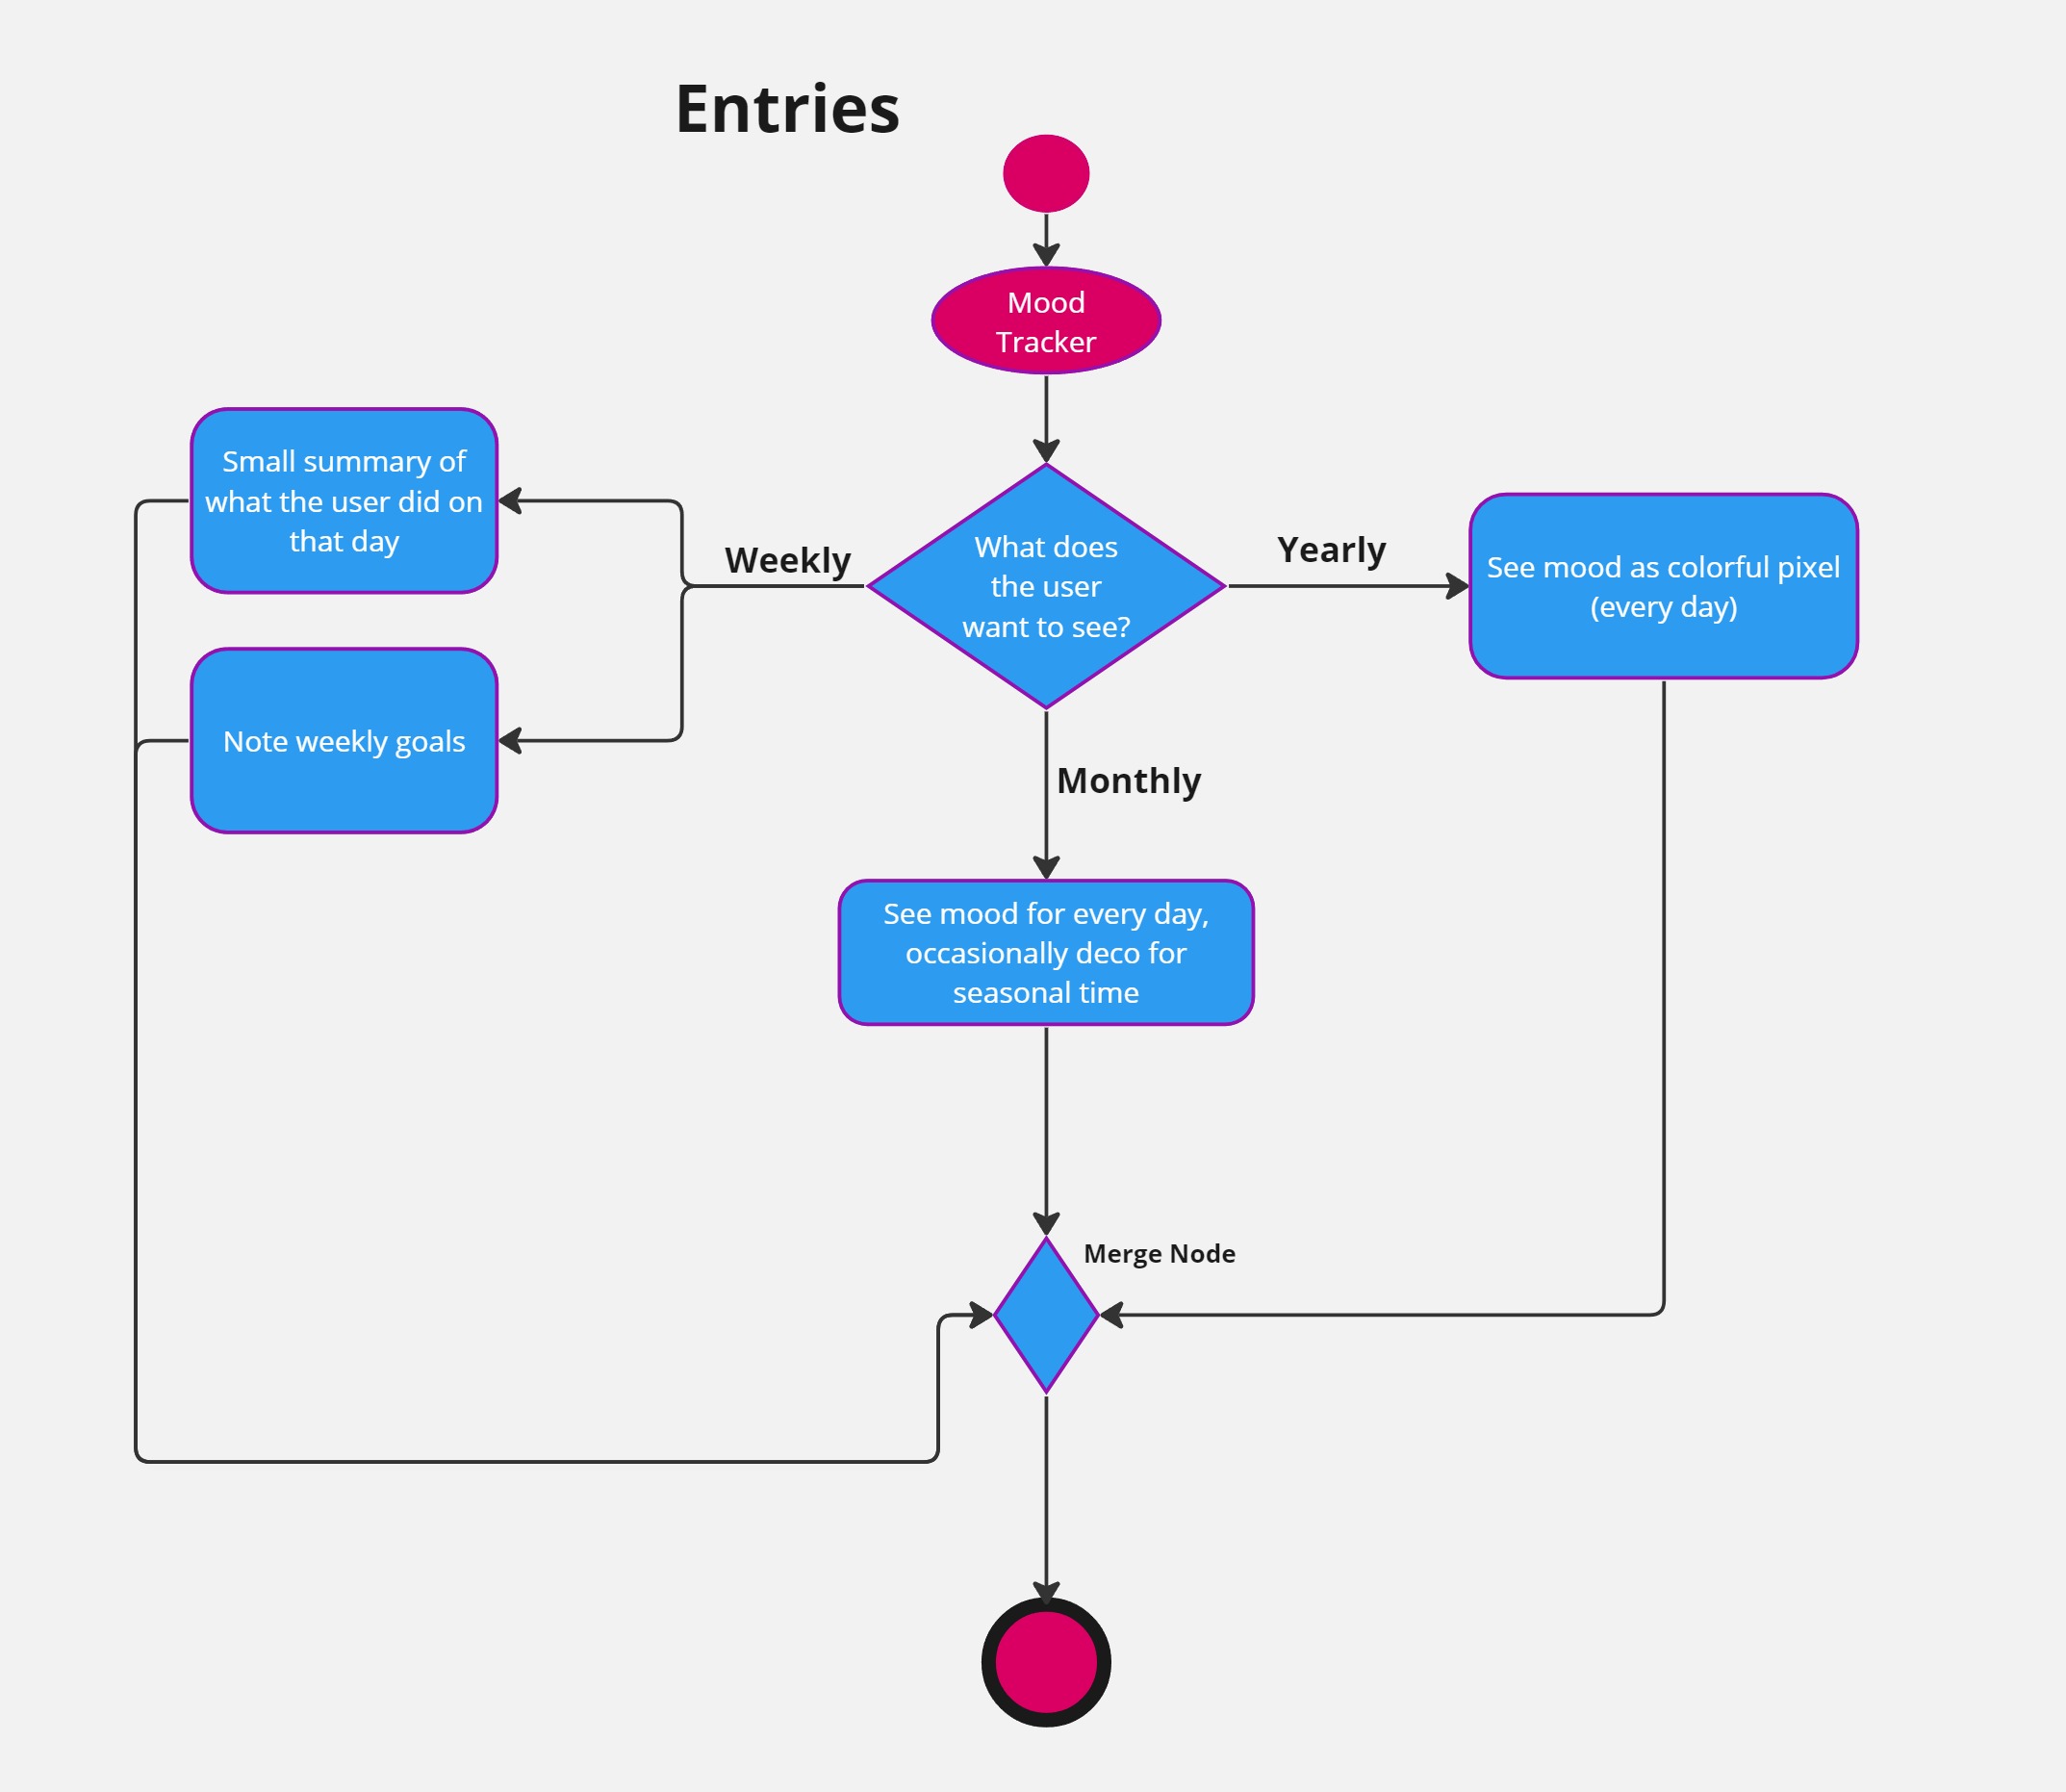 Entries
Mood
Tracker
Small summary of
what the user did on
that day
Weekly
What does
the user
want to see?
Yearly
See mood as colorful pixel
(every day)
Note weekly goals
Monthly
See mood for every day,
occasionally deco for
seasonal time
Merge Node